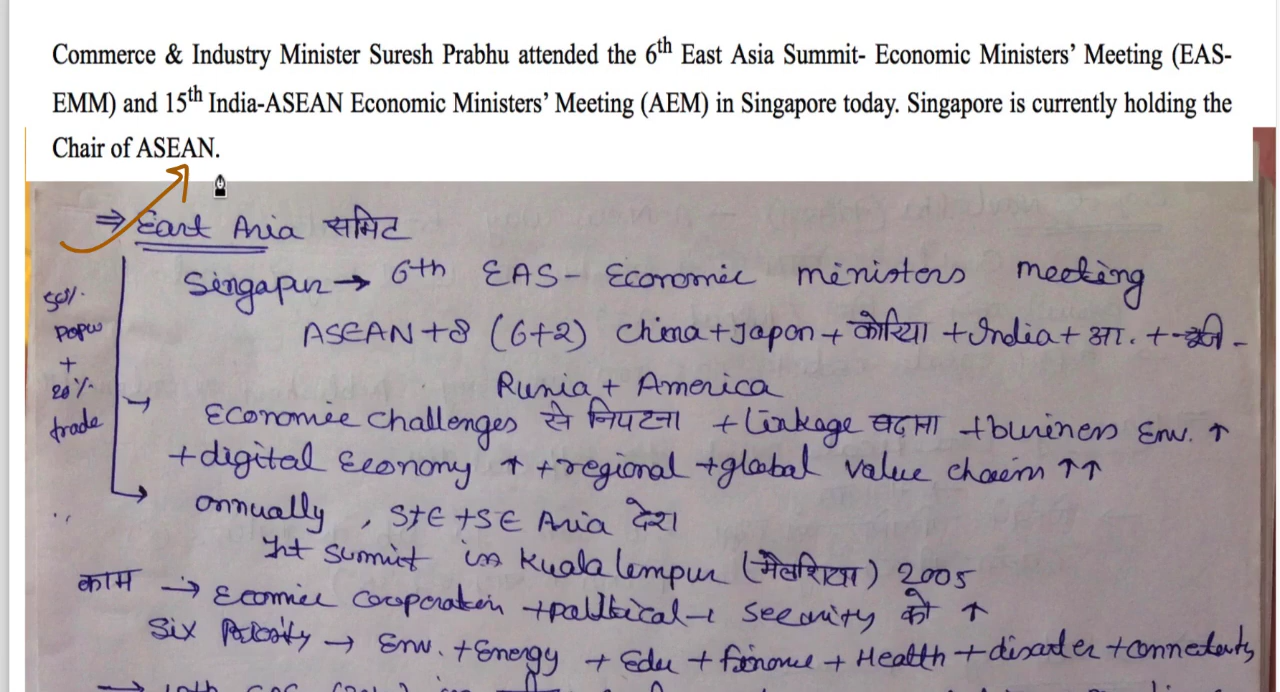 Commerce & Industry Minister Suresh Prabhu attended the 6th East Asia Summit- Economic Ministers’ Meeting (EAS-
EMM) and 15th India-ASEAN Economic Ministers’ Meeting (AEM) in Singapore today. Singapore is currently holding the
Chair of ASEAN.
⇒ East Asia समिट
Singapur → 6th EAS - Economic ministers meeting
ASEAN + 8 (6+2) China + Japan + कोरिया + India + आ. +
Russia + America
50%
popu
+
20%
trade
→ Economic challenges से निपटना + linkage बढ़ाना + business Env. ↑
+ digital Economy ↑ + regional + global value chain ↑↑
→ annually, S+E+SE Asia देश
Ist summit in Kuala lumpur (मैलशिया) 2005
काम → Ecomic cooperation + political + security को ↑
Six Priority → Env. + Energy + Edu + finance + Health + disaster + connectivity